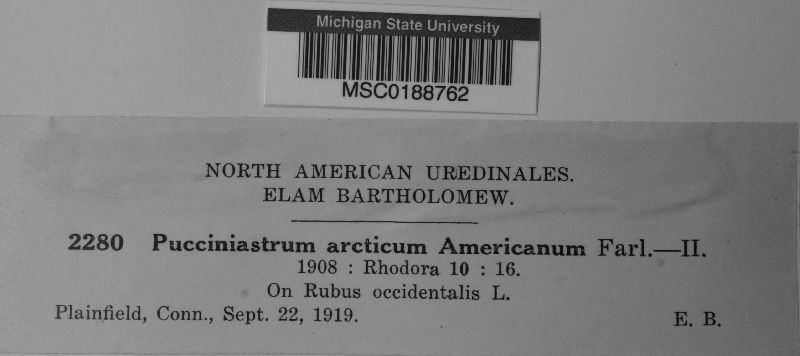 Michigan State University
MSC0188762
NORTH AMERICAN UREDINALES.
ELAM BARTHOLOMEW.
2280 Pucciniastrum arcticum Americanum Farl.—II.
1908 : Rhodora 10 : 16.
On Rubus occidentalis L.
Plainfield, Conn., Sept. 22, 1919. E. B.